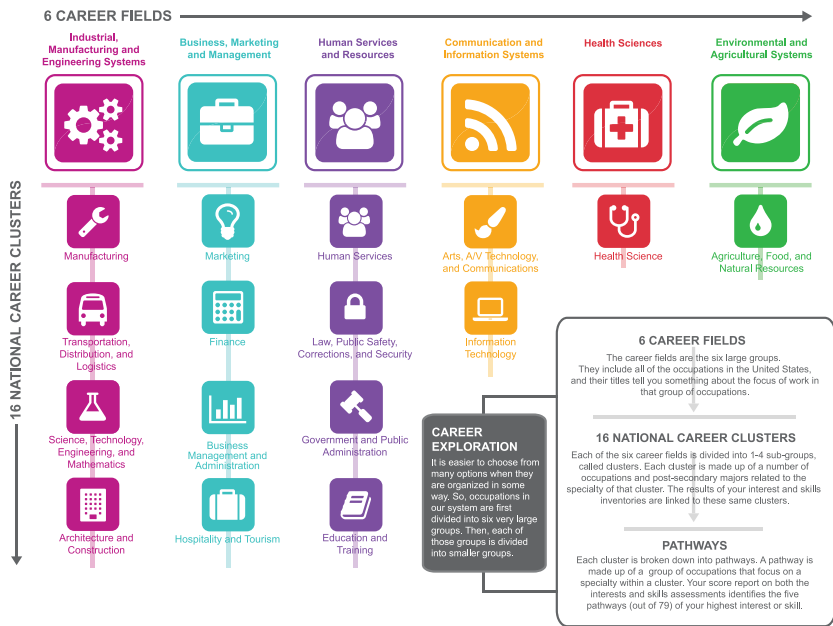 6 CAREER FIELDS
Industrial,
Manufacturing and
Engineering Systems
Business, Marketing
and Management
Human Services
and Resources
Communication and
Information Systems
Health Sciences
Environmental and
Agricultural Systems
16 NATIONAL CAREER CLUSTERS
Manufacturing
Marketing
Human Services
Arts, A/V Technology,
and Communications
Health Science
Agriculture, Food, and
Natural Resources
Transportation,
Distribution, and
Logistics
Finance
Law, Public Safety,
Corrections, and Security
Information
Technology
Science, Technology,
Engineering, and
Mathematics
Business
Management and
Administration
Government and Public
Administration
Architecture and
Construction
Hospitality and Tourism
Education and
Training
CAREER
EXPLORATION
It is easier to choose from
many options when they
are organized in some
way. So, occupations in
our system are first
divided into six very large
groups. Then, each of
those groups is divided
into smaller groups.
6 CAREER FIELDS
The career fields are the six large groups.
They include all of the occupations in the United States,
and their titles tell you something about the focus of work in
that group of occupations.
16 NATIONAL CAREER CLUSTERS
Each of the six career fields is divided into 1-4 sub-groups,
called clusters. Each cluster is made up of a number of
occupations and post-secondary majors related to the
specialty of that cluster. The results of your interest and skills
inventories are linked to these same clusters.
PATHWAYS
Each cluster is broken down into pathways. A pathway is
made up of a group of occupations that focus on a
specialty within a cluster. Your score report on both the
interests and skills assessments identifies the five
pathways (out of 79) of your highest interest or skill.